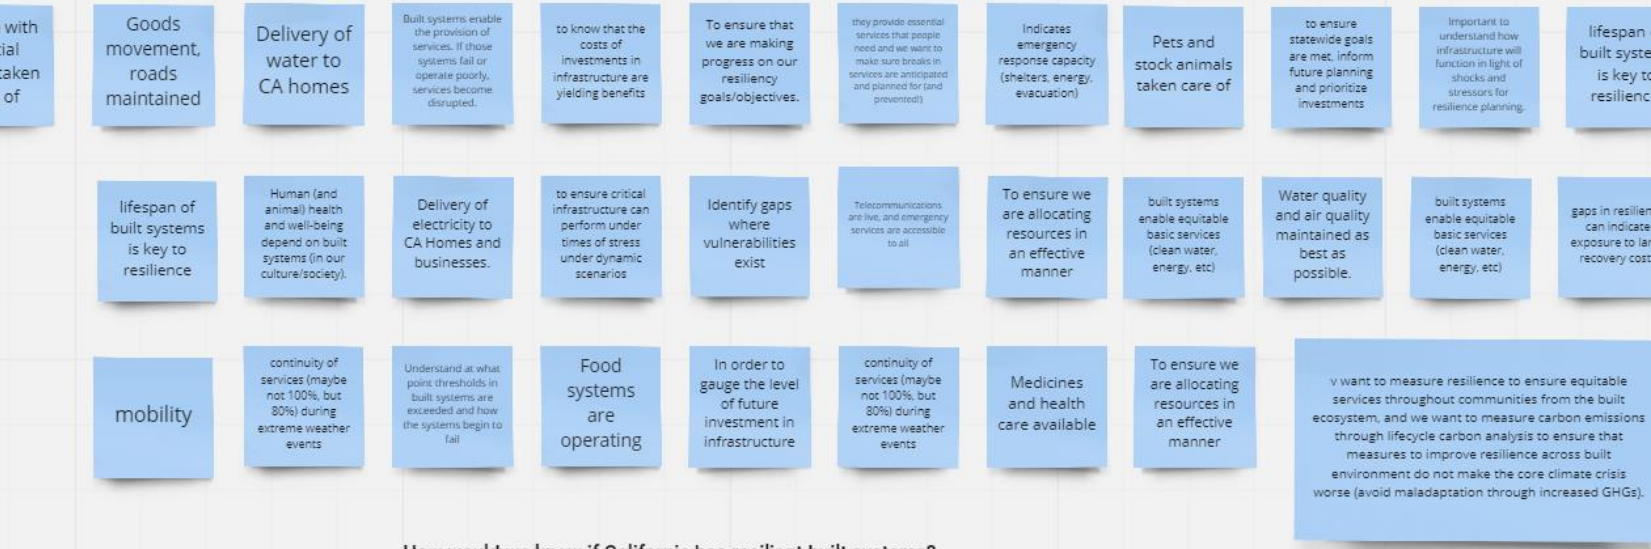 with
taken
of
Goods
movement,
roads
maintained
Delivery of
water to
CA homes
Built systems enable
the provision of
services. If those
systems fail or
operate poorly,
services become
disrupted.
to know that the
costs of
investments in
infrastructure are
yielding benefits
To ensure that
we are making
progress on our
resiliency
goals/objectives.
they provide essential
services that people
need and we want to
make sure breaks in
services are anticipated
and planned for (and
prevented!)
Indicates
emergency
response capacity
(shelters, energy,
evacuation)
Pets and
stock animals
taken care of
to ensure
statewide goals
are met, inform
future planning
and prioritize
investments
Important to
understand how
infrastructure will
function in light of
shocks and
stressors for
resilience planning.
lifespan
built
is key to
lifespan of
built systems
is key to
resilience
Human (and
animal) health
and well-being
depend on built
systems (in our
culture/society).
Delivery of
electricity to
CA Homes and
businesses.
to ensure critical
infrastructure can
perform under
times of stress
under dynamic
scenarios
Identify gaps
where
vulnerabilities
exist
Telecommunications
are live, and emergency
services are accessible
to all
To ensure we
are allocating
resources in
an effective
manner
built systems
enable equitable
basic services
(clean water,
energy, etc)
Water quality
and air quality
maintained as
best as
possible.
built systems
enable equitable
basic services
(clean water,
energy, etc)
gaps in
can indicate
exposure to
recovery
mobility
continuity of
services (maybe
not 100%, but
80%) during
extreme weather
events
Understand at what
point thresholds in
built systems are
exceeded and how
the systems begin to
fail
Food
systems
are
operating
In order to
gauge the level
of future
investment in
infrastructure
continuity of
services (maybe
not 100%, but
80%) during
extreme weather
events
Medicines
and health
care available
To ensure we
are allocating
resources in
an effective
manner
v want to measure resilience to ensure equitable
services throughout communities from the built
ecosystem, and we want to measure carbon emissions
through lifecycle carbon analysis to ensure that
measures to improve resilience across built
environment do not make the core climate crisis
worse (avoid maladaptation through increased GHGs).
How would we know if California has resilient built systems?